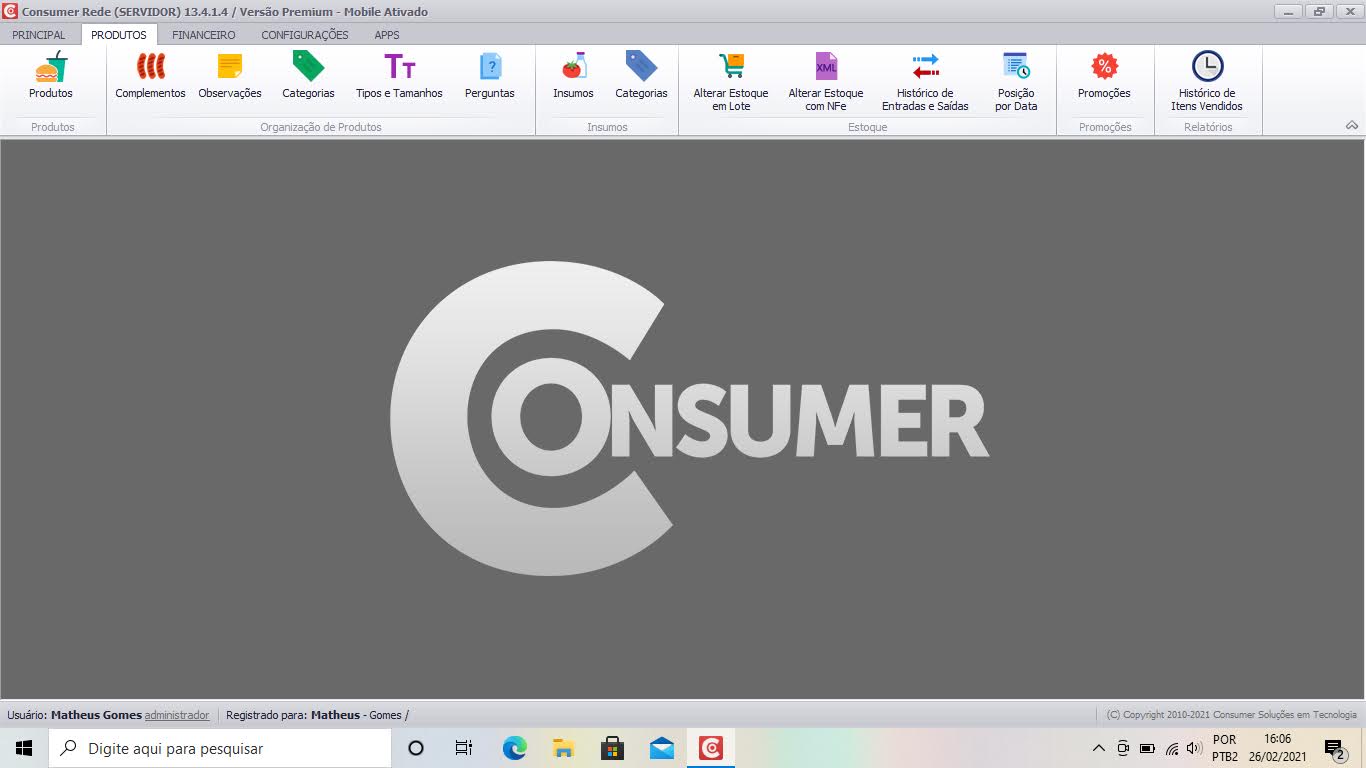 Consumer Rede (SERVIDOR) 13.4.1.4 / Versão Premium - Mobile Ativado
PRINCIPAL PRODUTOS FINANCEIRO CONFIGURAÇÕES APPS
Produtos
Produtos
Complementos
Observações
Categorias
Tipos e Tamanhos
?
Perguntas
Organização de Produtos
Insumos
Categorias
Insumos
Alterar Estoque
em Lote
XML
Alterar Estoque
com NFe
Histórico de
Entradas e Saídas
Posição
por Data
Estoque
%
Promoções
Promoções
Histórico de
Itens Vendidos
Relatórios
CONSUMER
Usuário: Matheus Gomes administrador
Registrado para: Matheus - Gomes /
(C) Copyright 2010-2021 Consumer Soluções em Tecnologia
Digite aqui para pesquisar
POR
PTB2
16:06
26/02/2021
2